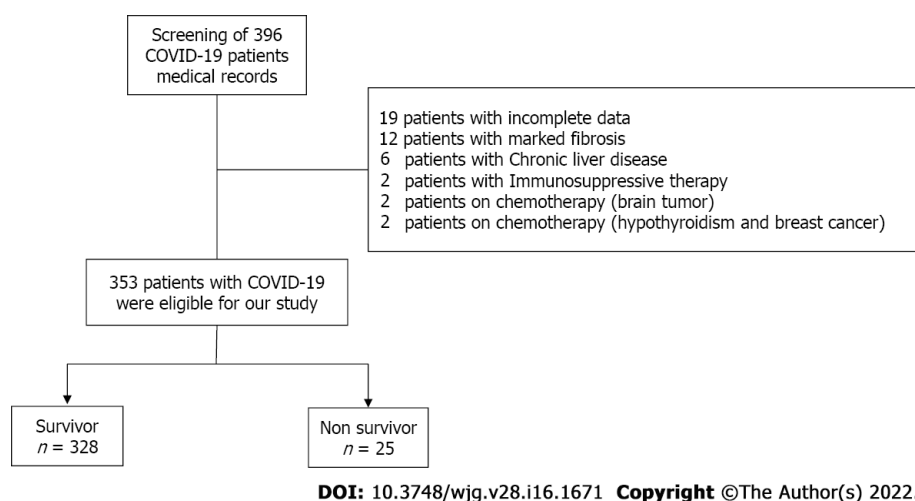 Screening of 396
COVID-19 patients
medical records
19 patients with incomplete data
12 patients with marked fibrosis
6 patients with Chronic liver disease
2 patients with Immunosuppressive therapy
2 patients on chemotherapy (brain tumor)
2 patients on chemotherapy (hypothyroidism and breast cancer)
353 patients with COVID-19
were eligible for our study
Survivor
n = 328
Non survivor
n = 25
DOI: 10.3748/wjg.v28.i16.1671 Copyright ©The Author(s) 2022.